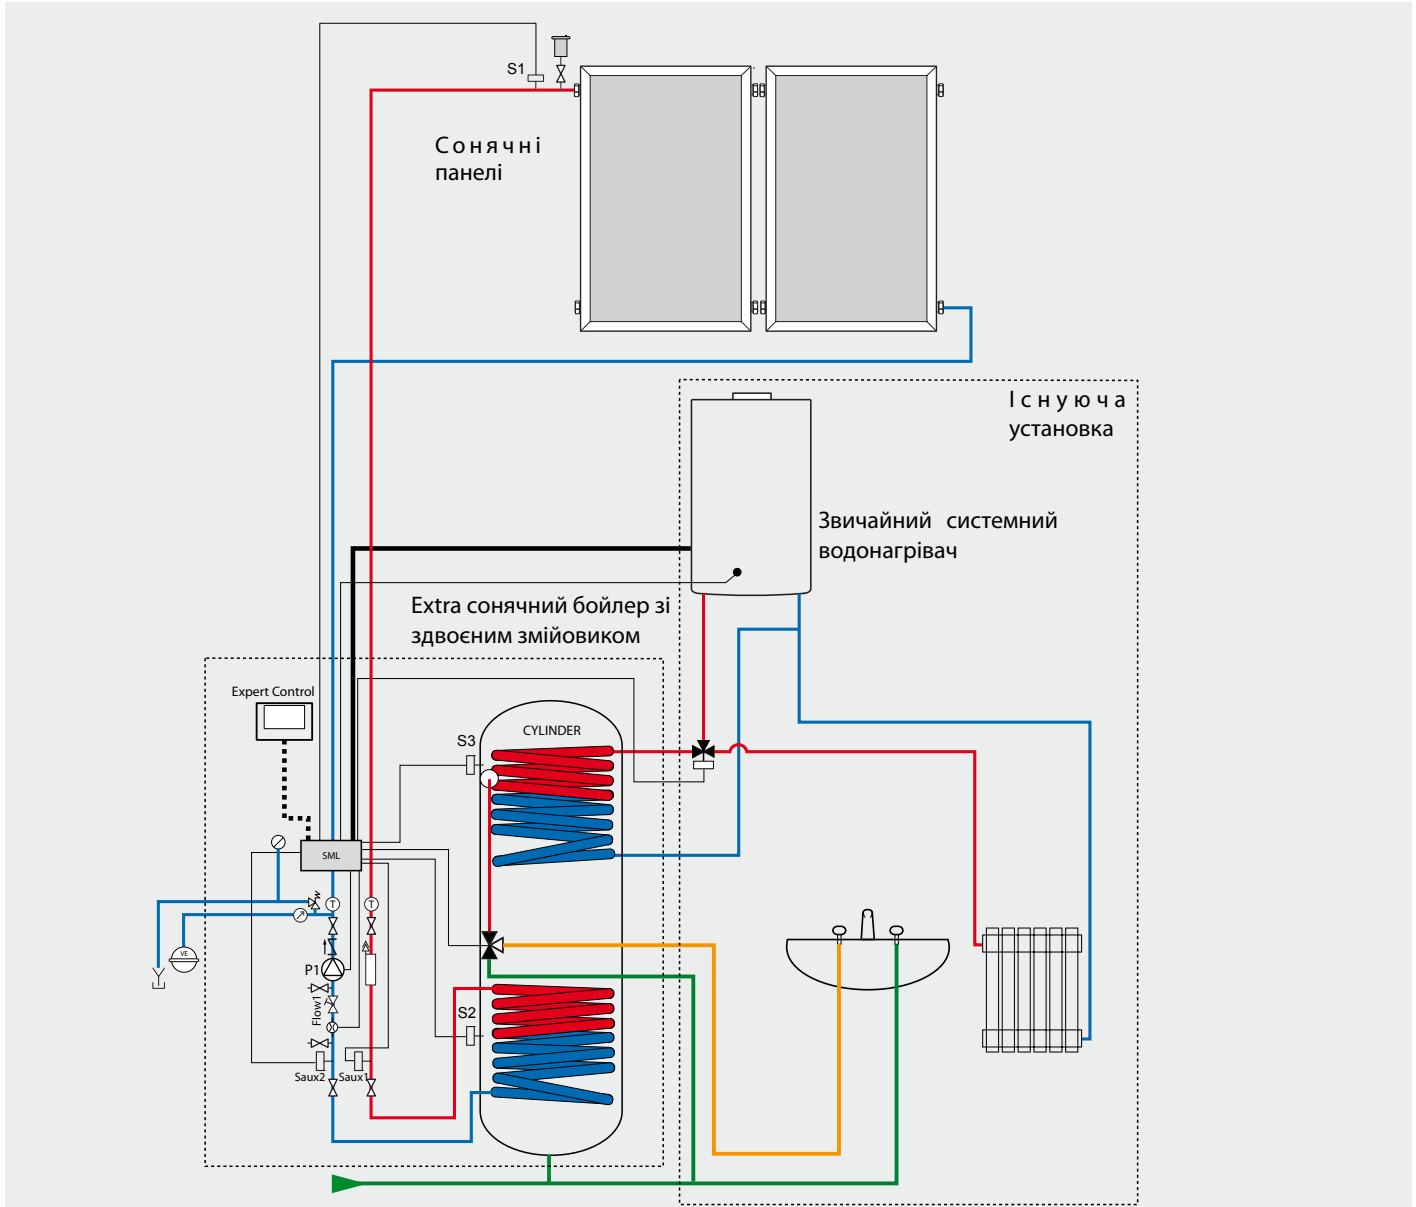 S1
Сонячні
панелі
Існуюча
установка
Звичайний системний
водонагрівач
Extra сонячний бойлер зі
здвоєним змійовиком
Expert Control
CYLINDER
S3
SML
W
T
T
VE
P1
Flow1
S2
Saux2
Saux1